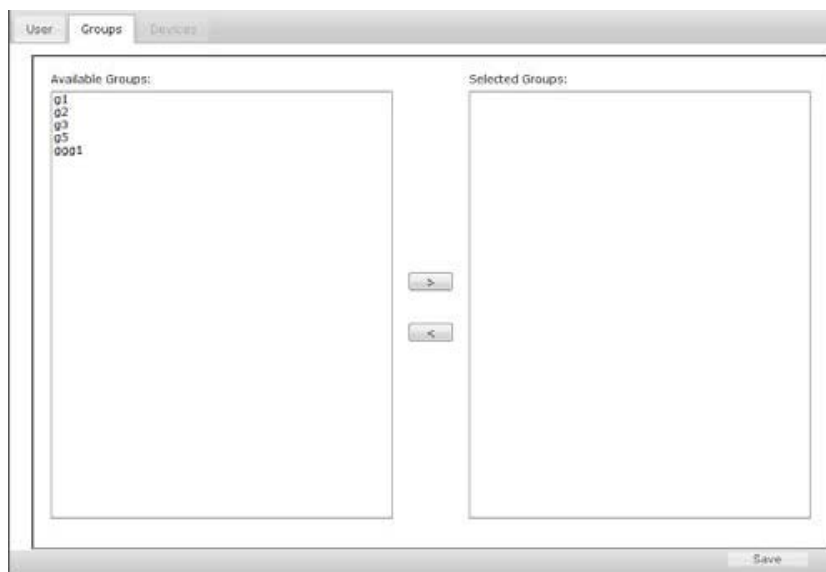 User Groups Devices
Available Groups: Selected Groups:
g1
g2
g3
g5
ggg1
>
<
Save